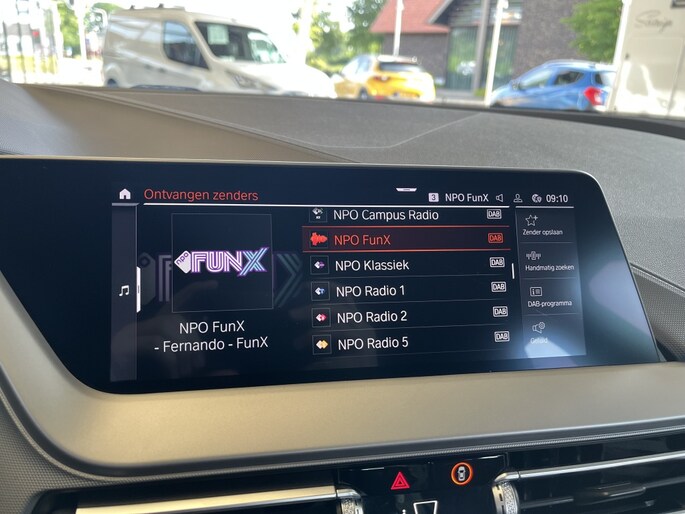 Ontvangen zenders
3 NPO FunX 09:10
npo FUNX
NPO FunX
- Fernando - FunX
NPO Campus Radio DAB
NPO FunX DAB
NPO Klassiek DAB
NPO Radio 1 DAB
NPO Radio 2 DAB
NPO Radio 5 DAB
Zender opslaan
Handmatig zoeken
DAB-programma
Geluid